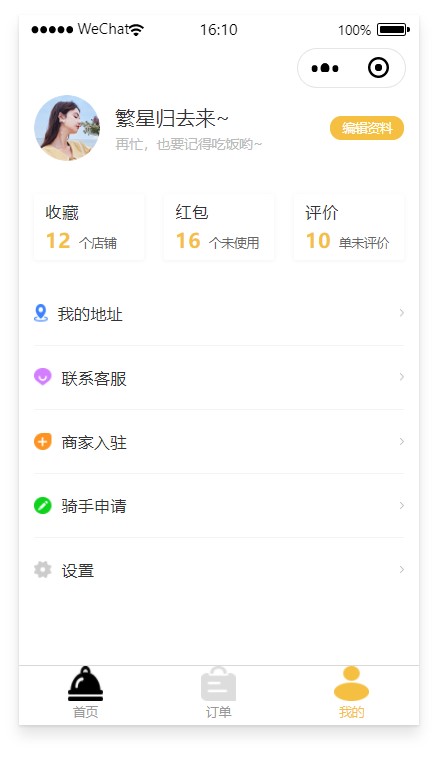 WeChat 16:10 100%
繁星归去来~
编辑资料
再忙，也要记得吃饭哟~
收藏 红包 评价
12 个店铺 16 个未使用 10 单未评价
我的地址
联系客服
商家入驻
骑手申请
设置
首页 订单 我的